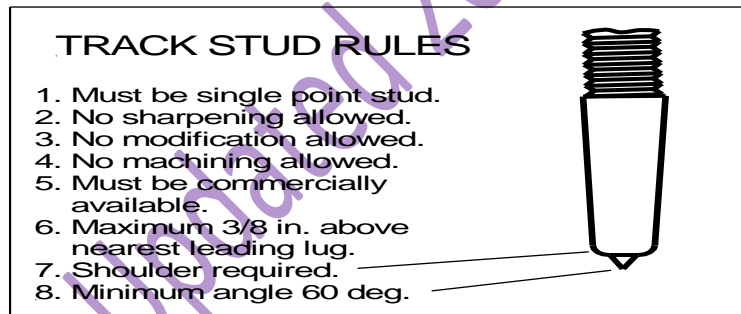 TRACK STUD RULES
1. Must be single point stud.
2. No sharpening allowed.
3. No modification allowed.
4. No machining allowed.
5. Must be commercially
available.
6. Maximum 3/8 in. above
nearest leading lug.
7. Shoulder required.
8. Minimum angle 60 deg.
Updated